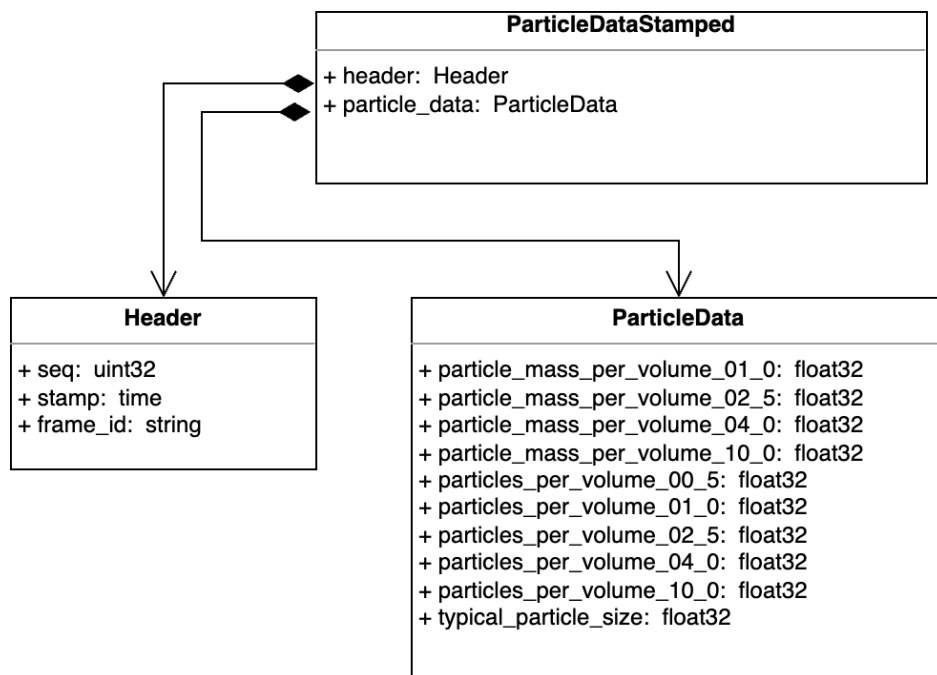 ParticleDataStamped
+ header: Header
+ particle_data: ParticleData
Header
+ seq: uint32
+ stamp: time
+ frame_id: string
ParticleData
+ particle_mass_per_volume_01_0: float32
+ particle_mass_per_volume_02_5: float32
+ particle_mass_per_volume_04_0: float32
+ particle_mass_per_volume_10_0: float32
+ particles_per_volume_00_5: float32
+ particles_per_volume_01_0: float32
+ particles_per_volume_02_5: float32
+ particles_per_volume_04_0: float32
+ particles_per_volume_10_0: float32
+ typical_particle_size: float32